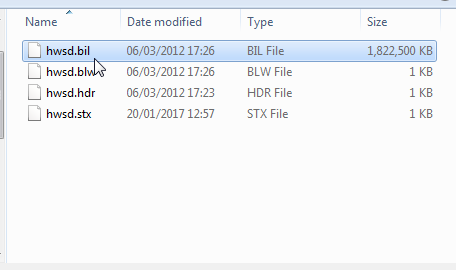 Name Date modified Type Size
hwsd.bil 06/03/2012 17:26 BIL File 1,822,500 KB
hwsd.blw 06/03/2012 17:26 BLW File 1 KB
hwsd.hdr 06/03/2012 17:23 HDR File 1 KB
hwsd.stx 20/01/2017 12:57 STX File 1 KB